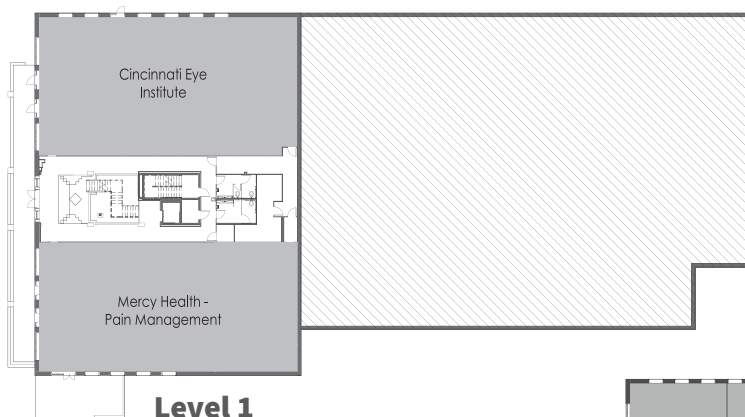 Cincinnati Eye
Institute
Mercy Health -
Pain Management
Level 1